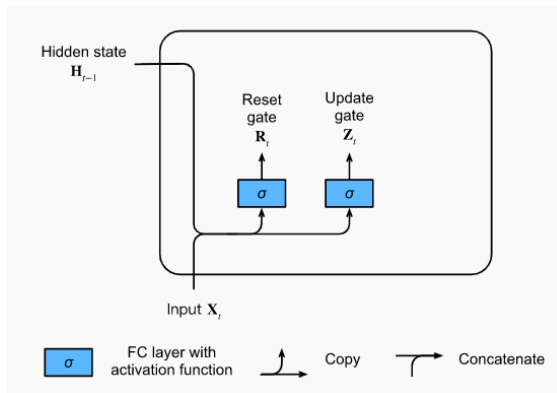 Hidden state
H_{t−1}
Reset
gate
R_t
Update
gate
Z_t
σ
σ
Input X_t
σ
FC layer with
activation function
Copy
Concatenate